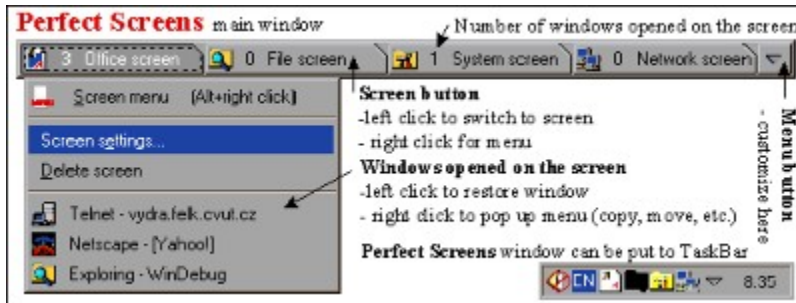 Perfect Screens main window
Number of windows opened on the screen
3 Office screen
0 File screen
1 System screen
0 Network screen
Screen menu (Alt+right click)
Screen settings...
Delete screen
Telnet - vydra.felk.cvut.cz
Netscape - [Yahoo!]
Exploring - WinDebug
Screen button
-left click to switch to screen
- right click for menu
Windows opened on the screen
-left click to restore window
- right click to pop up menu (copy, move, etc.)
Perfect Screens window can be put to TaskBar
Menu button
- customize here
EN
8.35